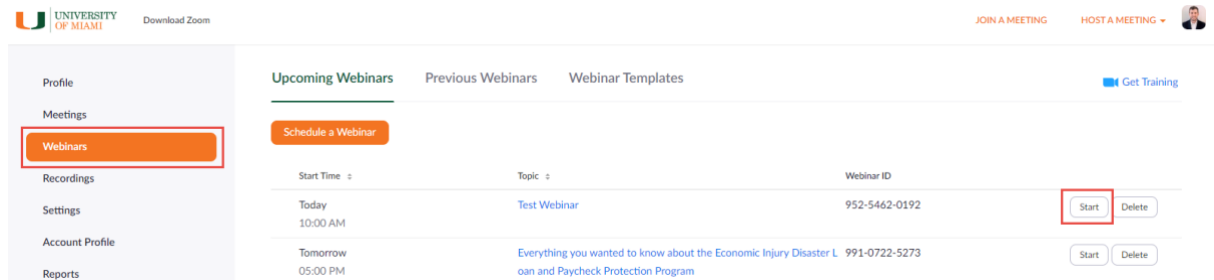 UNIVERSITY
OF MIAMI
Download Zoom
JOIN A MEETING
HOST A MEETING
Profile
Meetings
Webinars
Recordings
Settings
Account Profile
Reports
Upcoming Webinars
Previous Webinars
Webinar Templates
Get Training
Schedule a Webinar
Start Time
Topic
Webinar ID
Today
10:00 AM
Test Webinar
952-5462-0192
Start
Delete
Tomorrow
05:00 PM
Everything you wanted to know about the Economic Injury Disaster L
oan and Paycheck Protection Program
991-0722-5273
Start
Delete